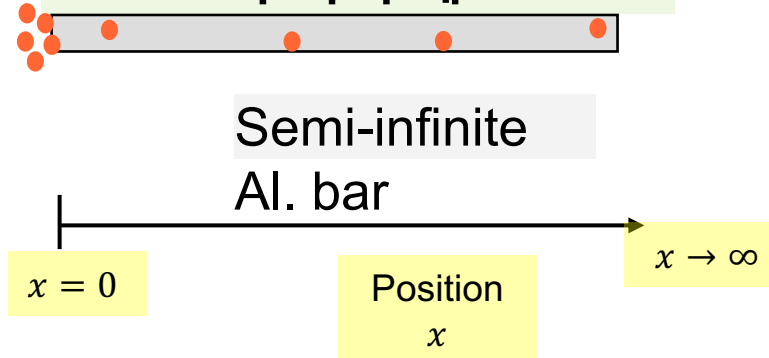 Semi-infinite
Al. bar
x = 0
Position
x
x → ∞